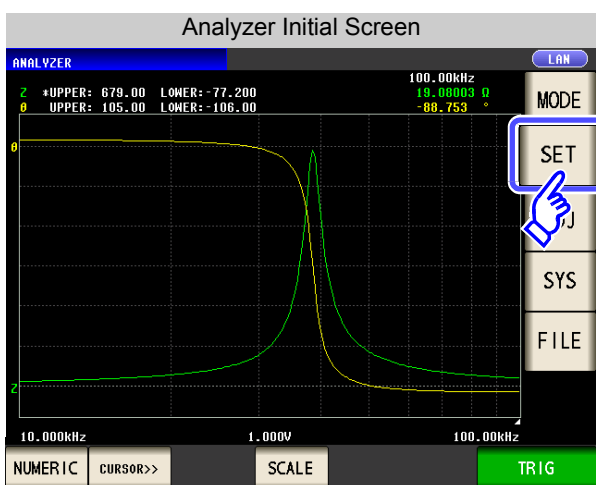 Analyzer Initial Screen
ANALYZER
LAN
100.00kHz
Z *UPPER: 679.00 LOWER:-77.200 19.08003 Ω
θ UPPER: 105.00 LOWER:-106.00 -88.753 °
MODE
θ
SET
J
SYS
FILE
Z
10.000kHz 1.000V 100.00kHz
NUMERIC CURSOR>> SCALE TRIG